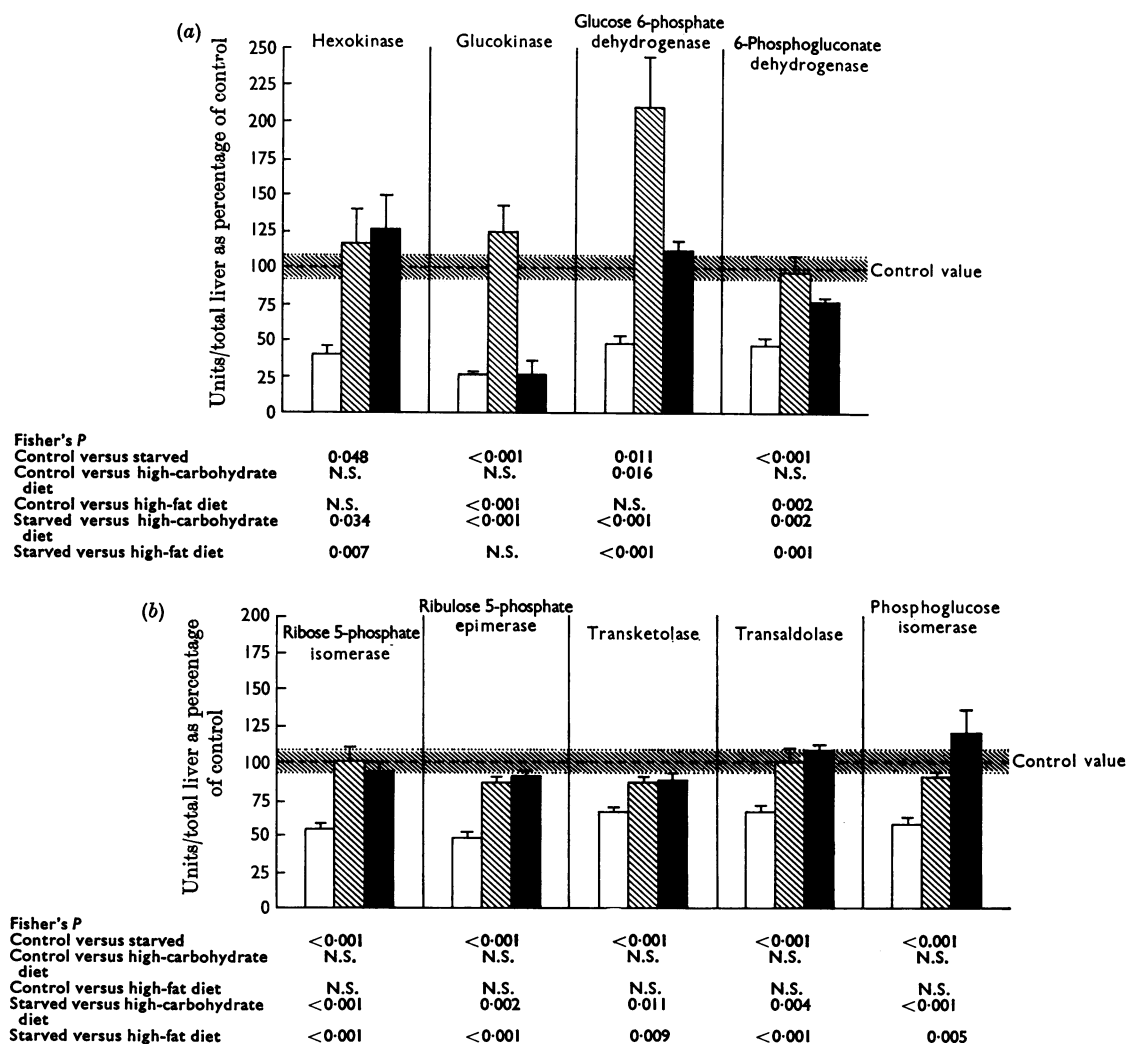 (a)
Units/total liver as percentage of control
250
225
200
175
150
125
100
75
50
25
0
Hexokinase
Glucokinase
Glucose 6-phosphate
dehydrogenase
6-Phosphogluconate
dehydrogenase
Control value
Fisher's P
Control versus starved 0·048 <0·001 0·011 <0·001
Control versus high-carbohydrate N.S. N.S. 0·016 N.S.
diet
Control versus high-fat diet N.S. <0·001 N.S. 0·002
Starved versus high-carbohydrate 0·034 <0·001 <0·001 0·002
diet
Starved versus high-fat diet 0·007 N.S. <0·001 0·001
(b)
Units/total liver as percentage
of control
200
175
150
125
100
75
50
25
0
Ribose 5-phosphate
isomerase
Ribulose 5-phosphate
epimerase
Transketolase
Transaldolase
Phosphoglucose
isomerase
Control value
Fisher's P
Control versus starved <0·001 <0·001 <0·001 <0·001 <0.001
Control versus high-carbohydrate N.S. N.S. N.S. N.S. N.S.
diet
Control versus high-fat diet N.S. N.S. N.S. N.S. N.S.
Starved versus high-carbohydrate <0·001 0·002 0·011 0·004 <0·001
diet
Starved versus high-fat diet <0·001 <0·001 0·009 <0·001 0·005